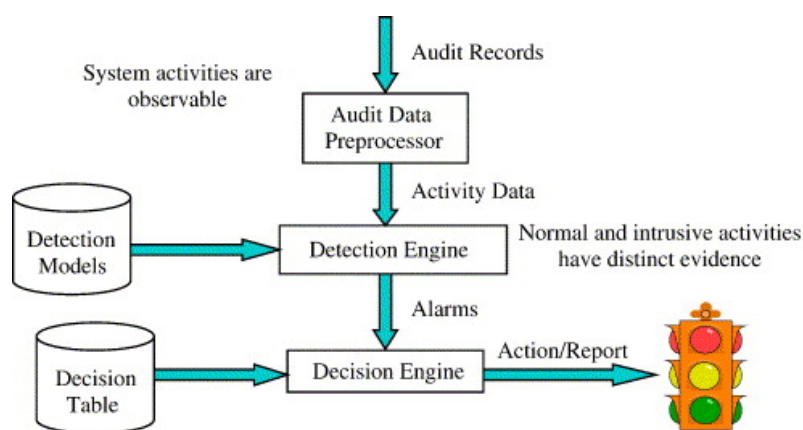 Audit Records
System activities are
observable
Audit Data
Preprocessor
Activity Data
Detection
Models
Detection Engine
Normal and intrusive activities
have distinct evidence
Alarms
Decision
Table
Decision Engine
Action/Report